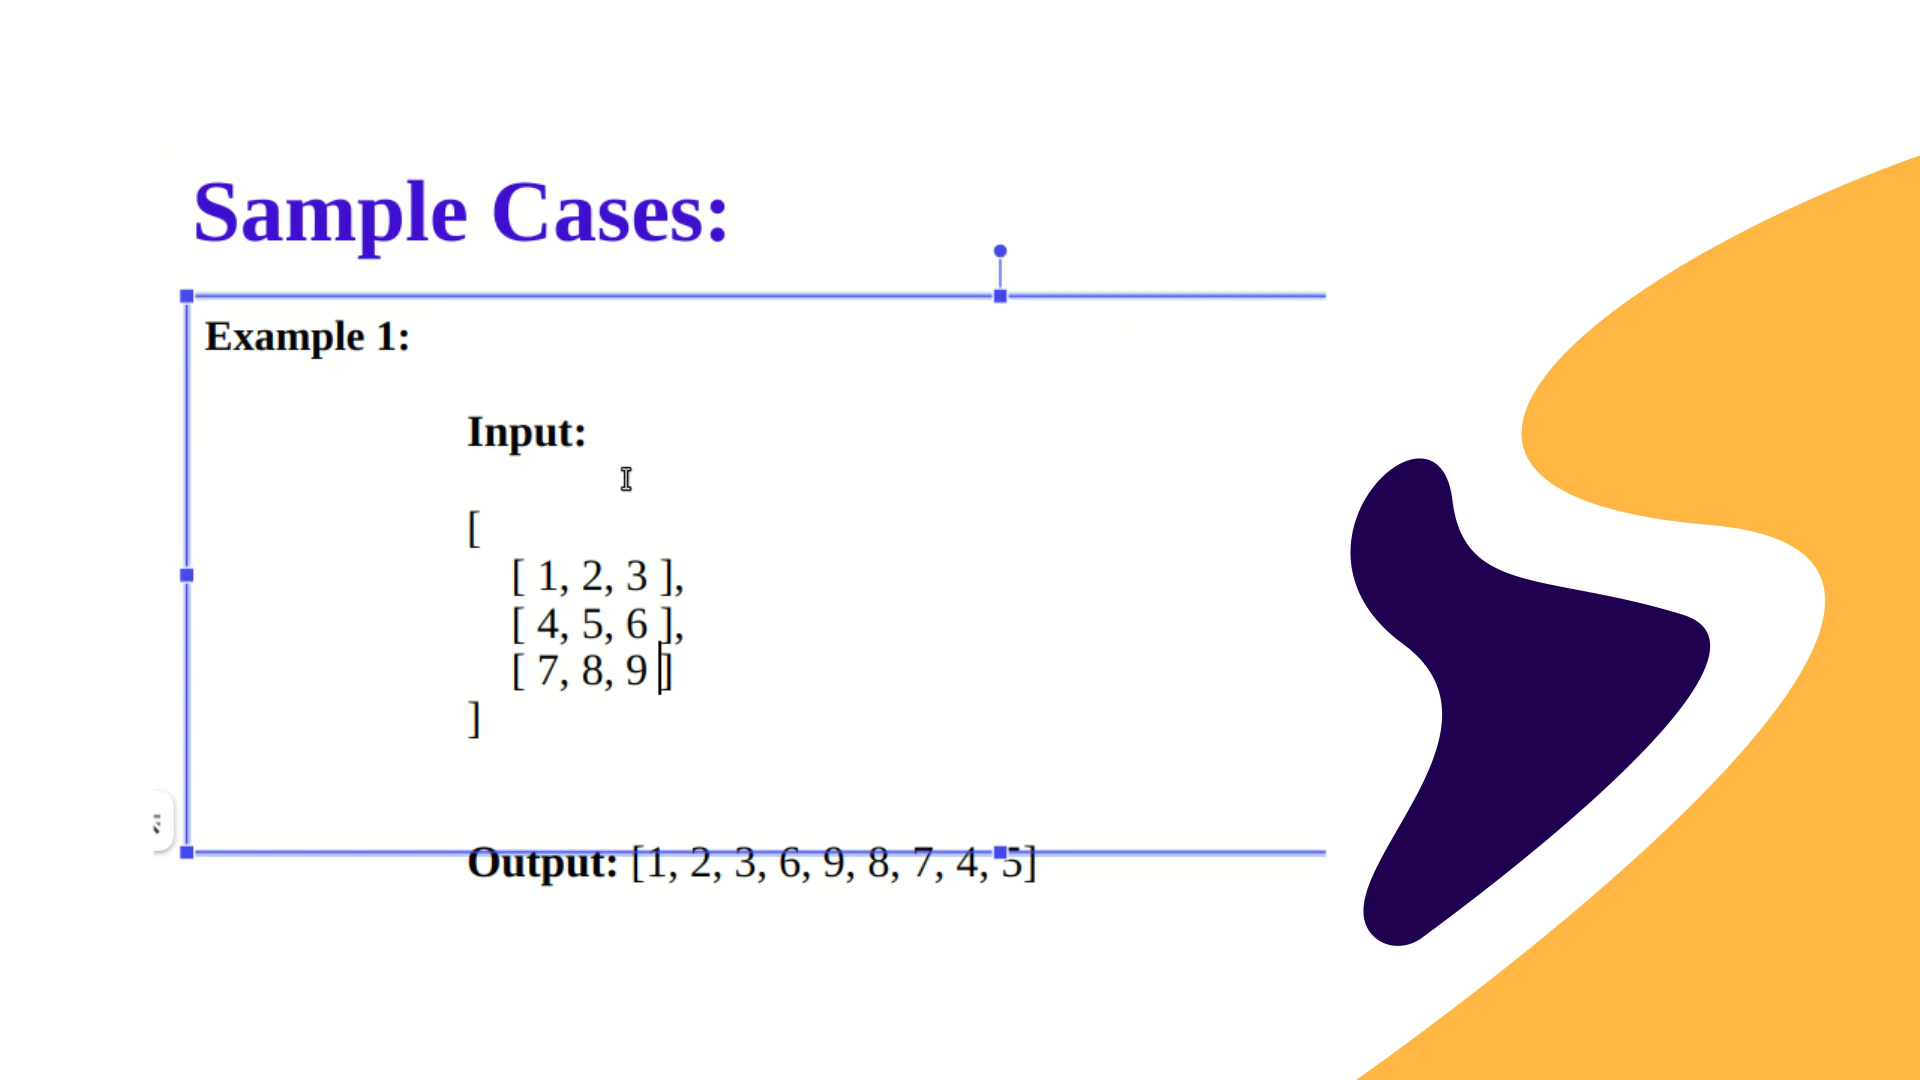 Sample Cases:
Example 1:
Input:
[
[ 1, 2, 3 ],
[ 4, 5, 6 ],
[ 7, 8, 9 ]
]
Output: [1, 2, 3, 6, 9, 8, 7, 4, 5]